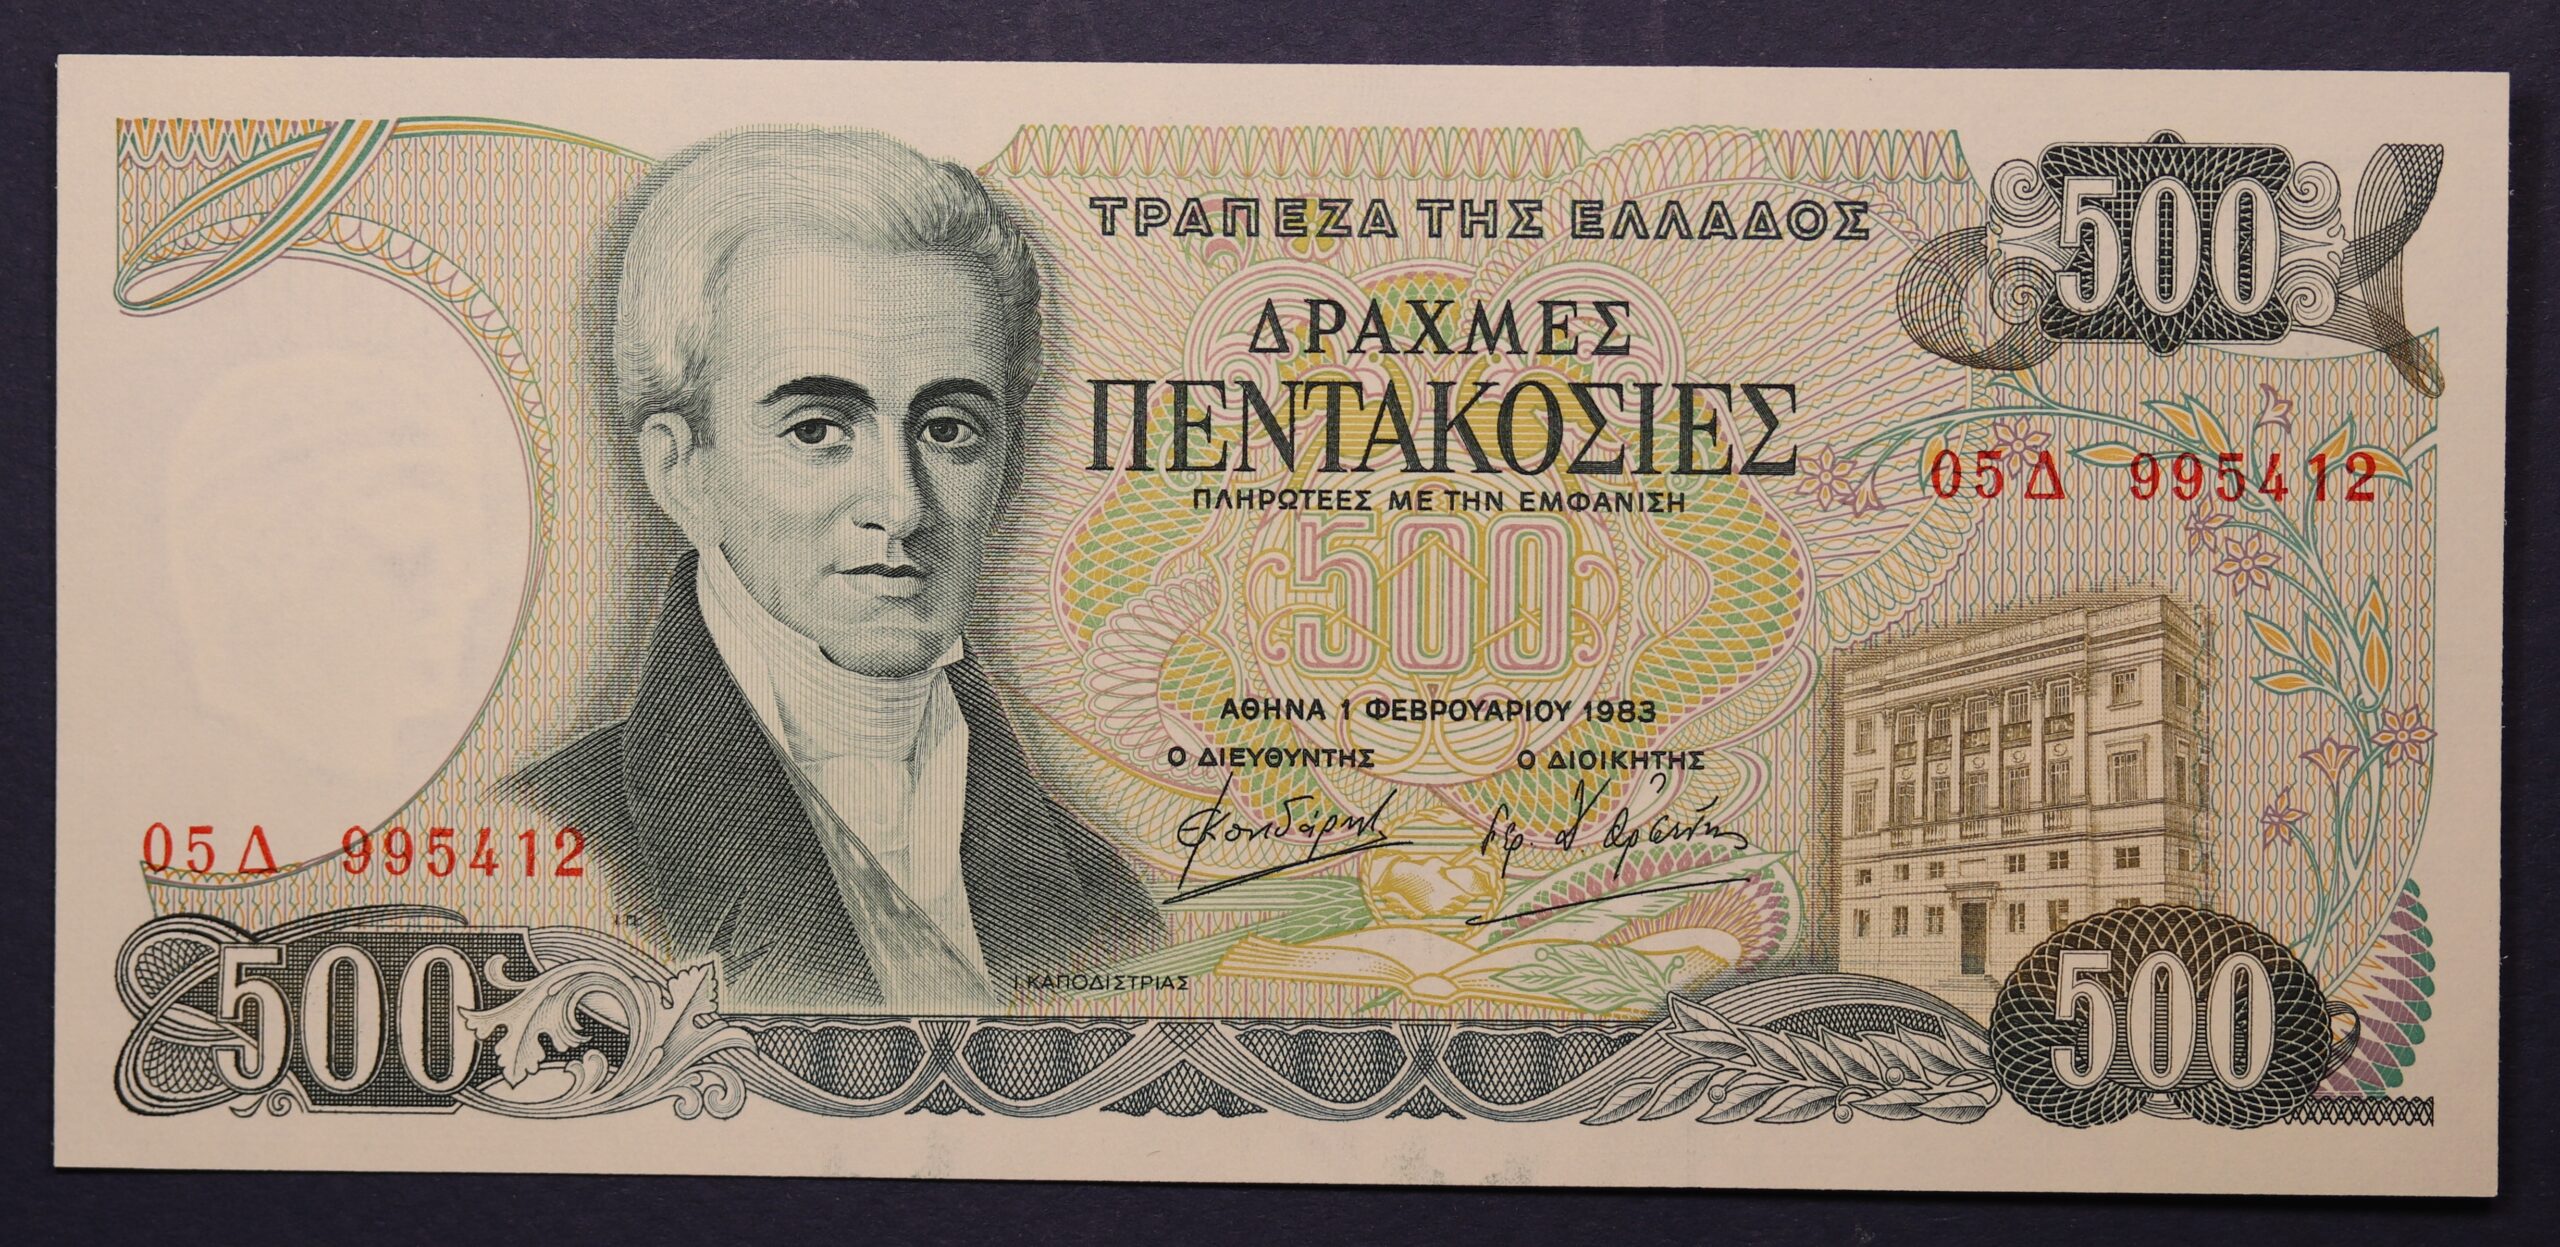 ΤΡΑΠΕΖΑ ΤΗΣ ΕΛΛΑΔΟΣ
500
ΔΡΑΧΜΕΣ
ΠΕΝΤΑΚΟΣΙΕΣ
ΠΛΗΡΩΤΕΕΣ ΜΕ ΤΗΝ ΕΜΦΑΝΙΣΗ
05Δ 995412
500
ΑΘΗΝΑ 1 ΦΕΒΡΟΥΑΡΙΟΥ 1983
Ο ΔΙΕΥΘΥΝΤΗΣ Ο ΔΙΟΙΚΗΤΗΣ
05Δ 995412
Ι ΚΑΠΟΔΙΣΤΡΙΑΣ
500
500